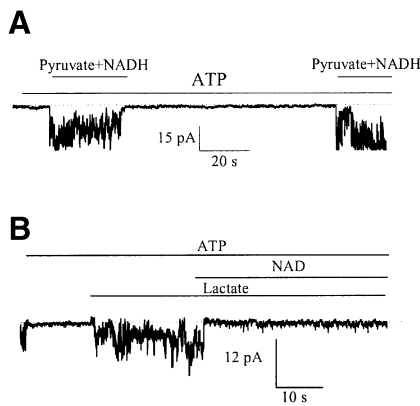 A
Pyruvate+NADH Pyruvate+NADH
ATP
15 pA
20 s
B
ATP
NAD
Lactate
12 pA
10 s